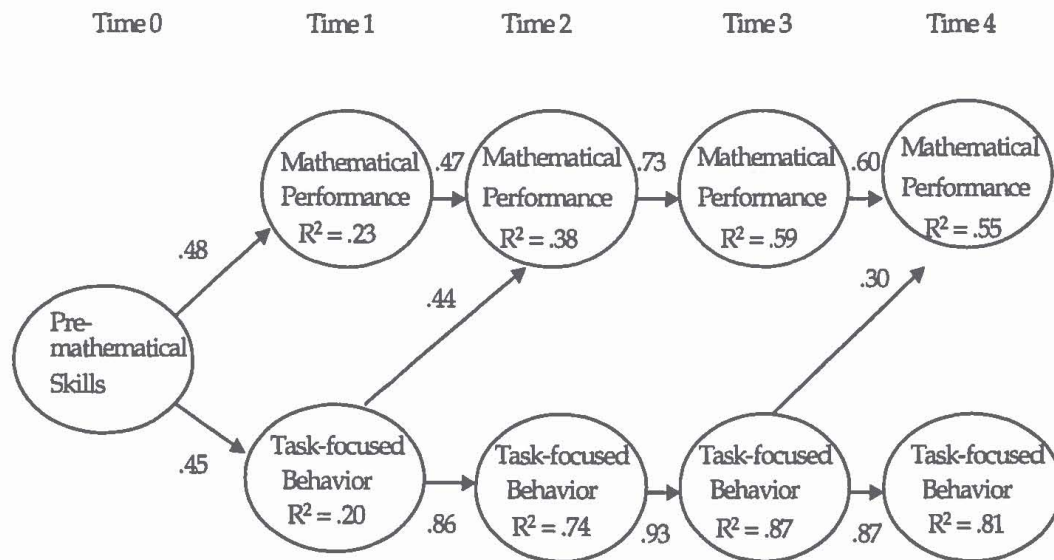 Time 0 Time 1 Time 2 Time 3 Time 4
Mathematical
Performance
R² = .23
.47
Mathematical
Performance
R² = .38
.73
Mathematical
Performance
R² = .59
.60
Mathematical
Performance
R² = .55
.48
.44
.30
Pre-
mathematical
Skills
.45
Task-focused
Behavior
R² = .20
.86
Task-focused
Behavior
R² = .74
.93
Task-focused
Behavior
R² = .87
.87
Task-focused
Behavior
R² = .81